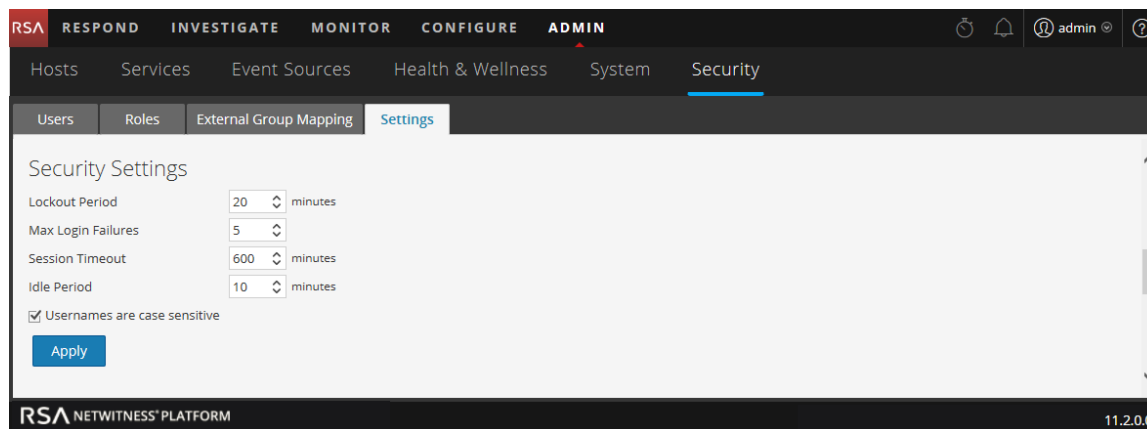 RSA RESPOND INVESTIGATE MONITOR CONFIGURE ADMIN admin
Hosts Services Event Sources Health & Wellness System Security
Users Roles External Group Mapping Settings
Security Settings
Lockout Period 20 minutes
Max Login Failures 5
Session Timeout 600 minutes
Idle Period 10 minutes
Usernames are case sensitive
Apply
RSA NETWITNESS® PLATFORM 11.2.0.0